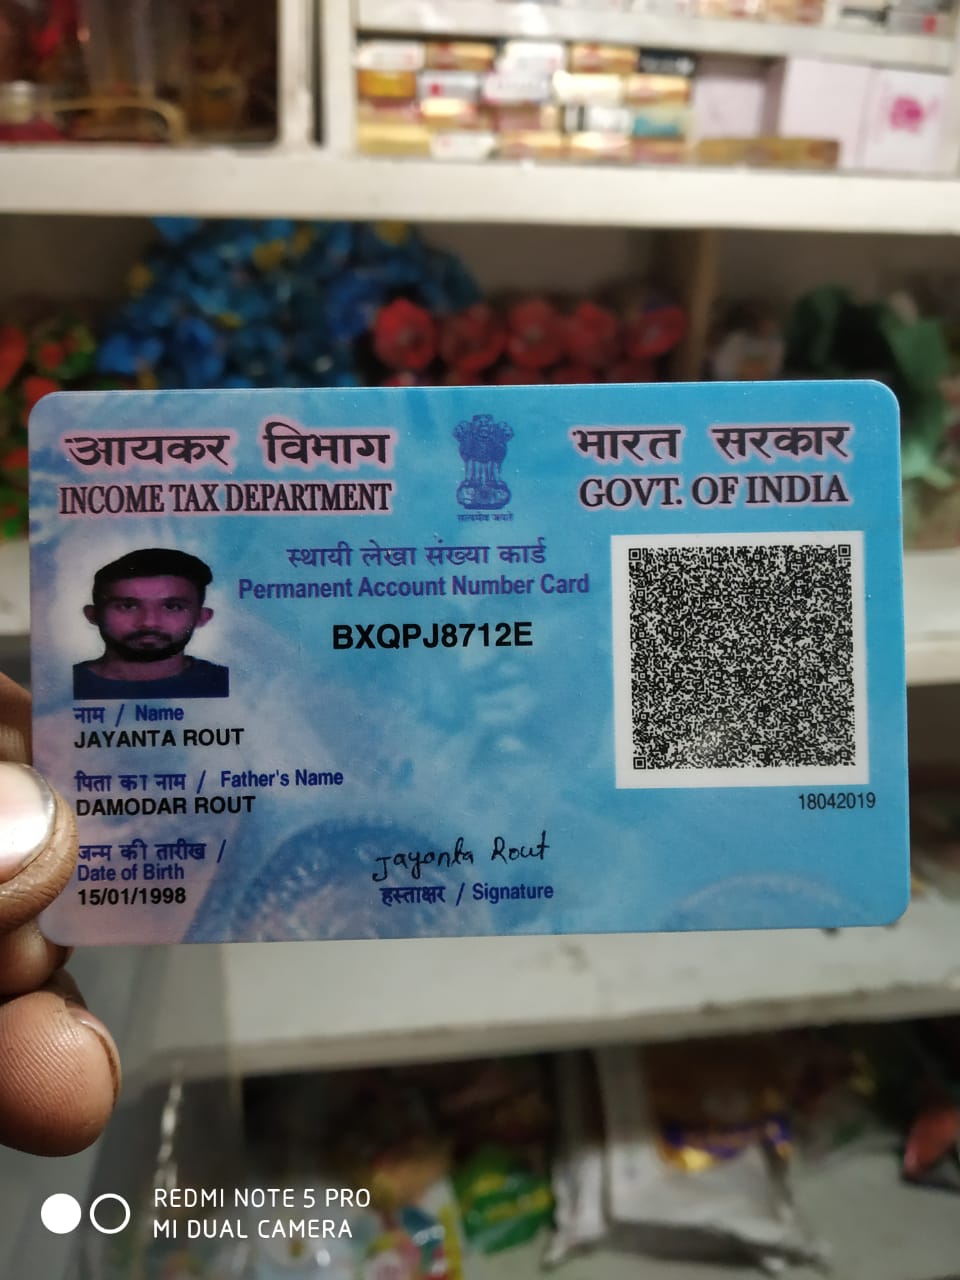 आयकर विभाग
INCOME TAX DEPARTMENT
सत्यमेव जयते
भारत सरकार
GOVT. OF INDIA
स्थायी लेखा संख्या कार्ड
Permanent Account Number Card
BXQPJ8712E
नाम / Name
JAYANTA ROUT
पिता का नाम / Father's Name
DAMODAR ROUT
जन्म की तारीख /
Date of Birth
15/01/1998
Jayanta Rout
हस्ताक्षर / Signature
18042019
REDMI NOTE 5 PRO
MI DUAL CAMERA